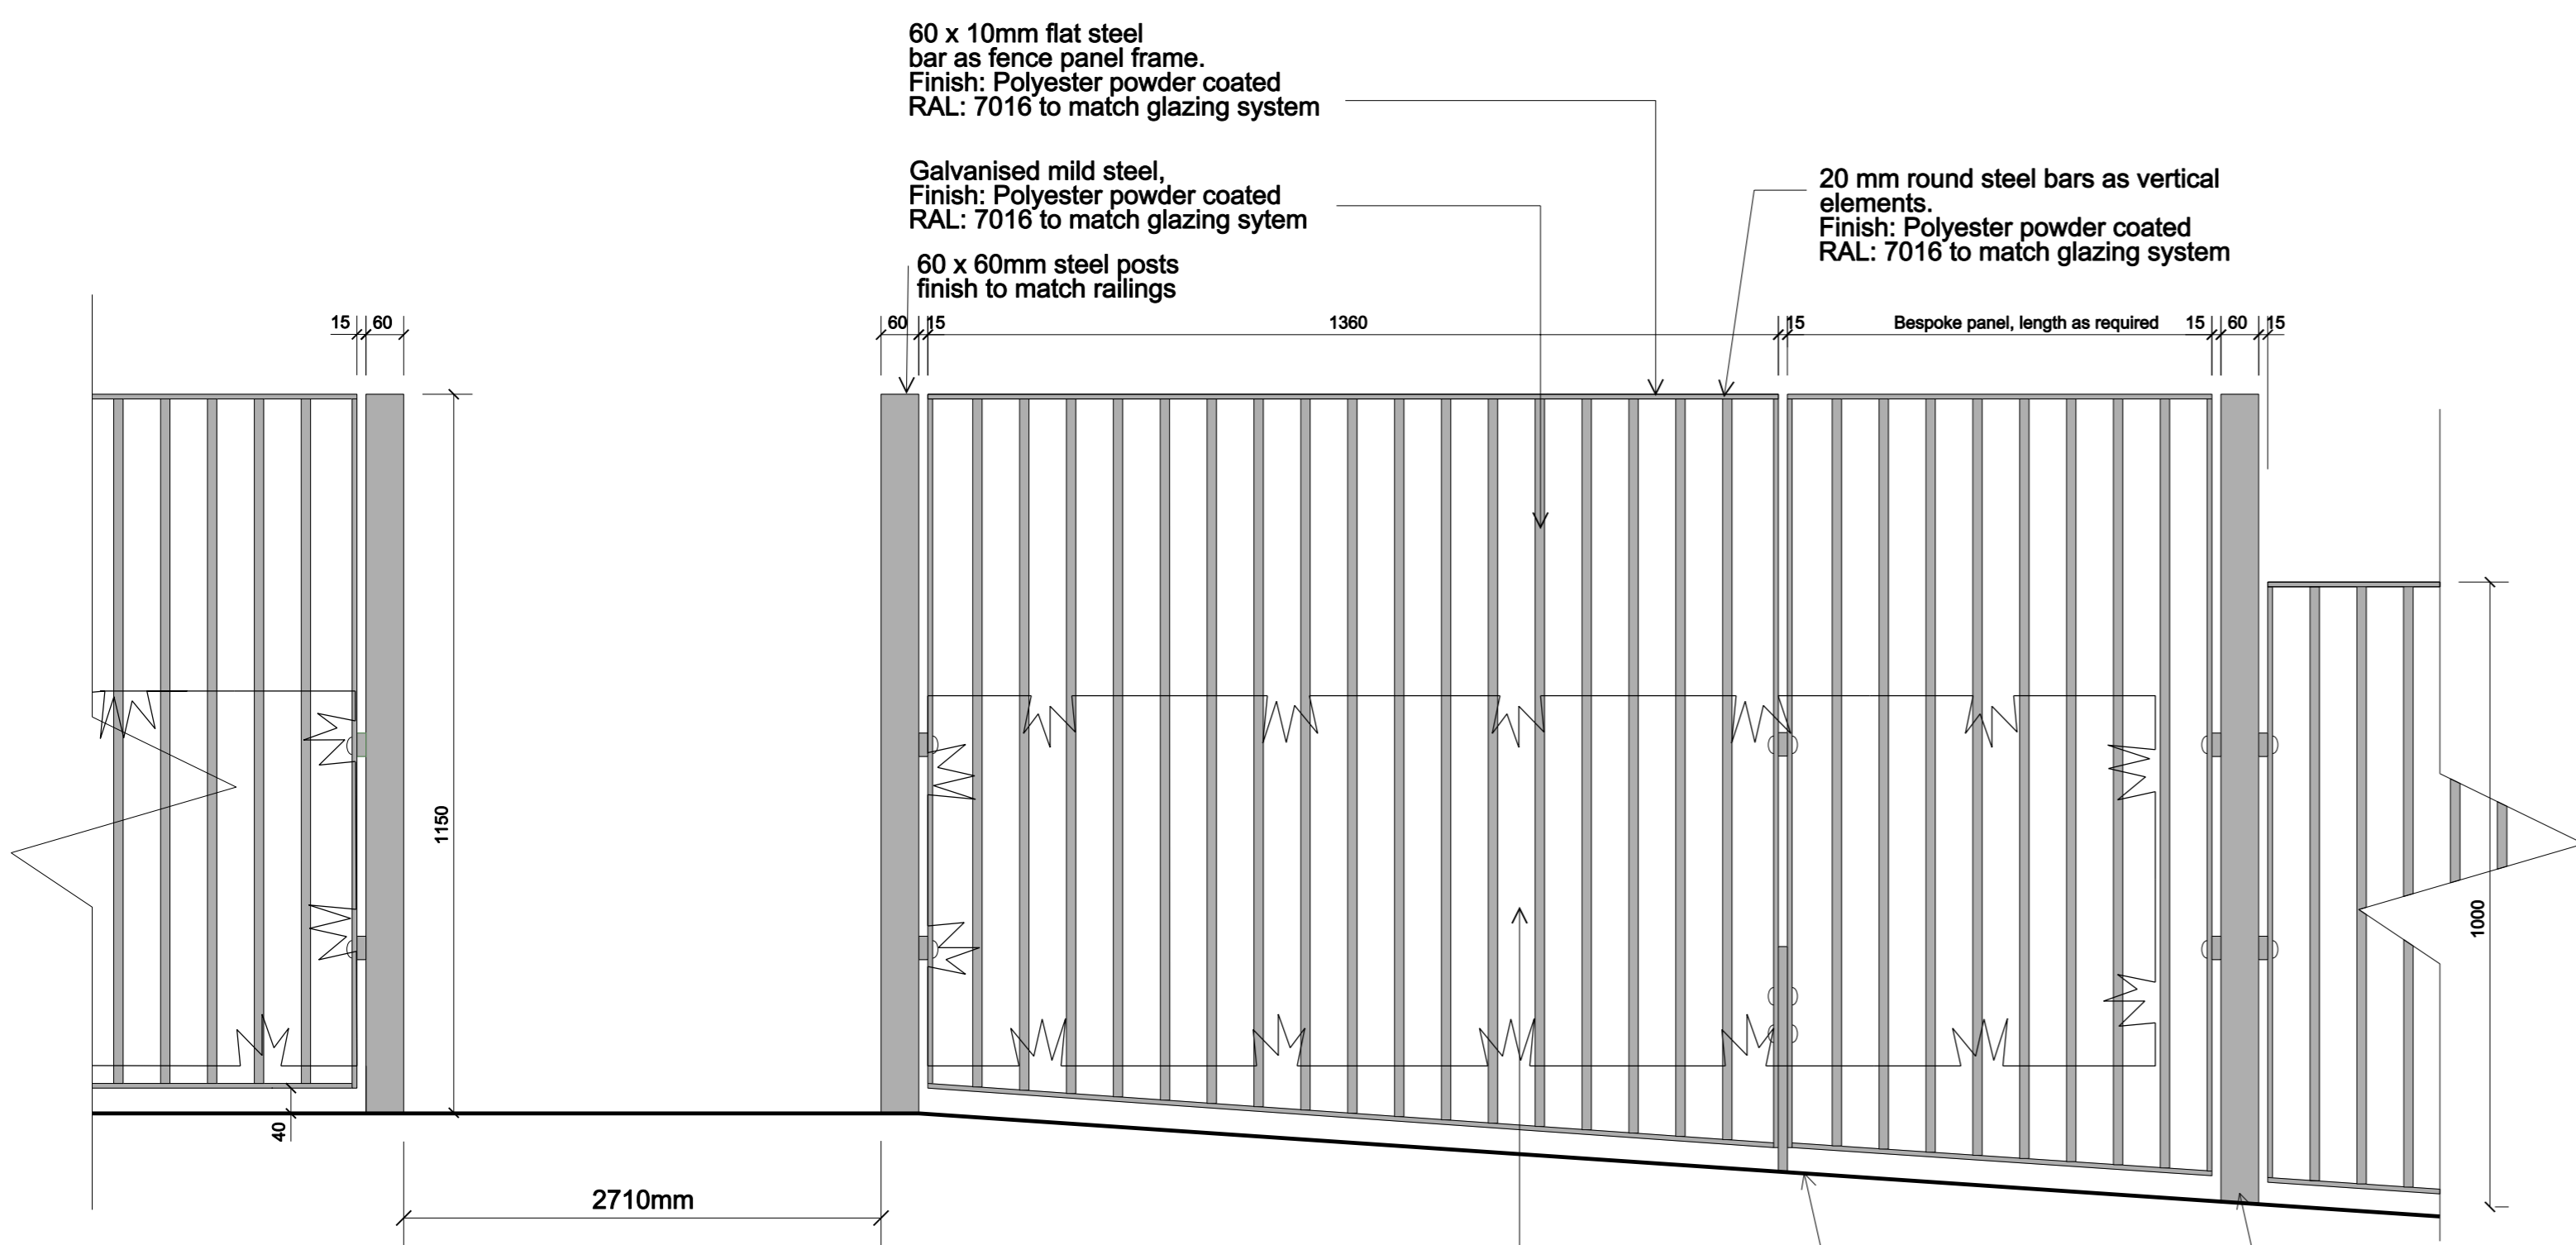 60 x 10mm flat steel
bar as fence panel frame.
Finish: Polyester powder coated
RAL: 7016 to match glazing system
Galvanised mild steel,
Finish: Polyester powder coated
RAL: 7016 to match glazing sytem
20 mm round steel bars as vertical
elements.
Finish: Polyester powder coated
RAL: 7016 to match glazing system
60 x 60mm steel posts
finish to match railings
15 60 60 15 1360 15 Bespoke panel, length as required 15 60 15
1150
1000
40
2710mm